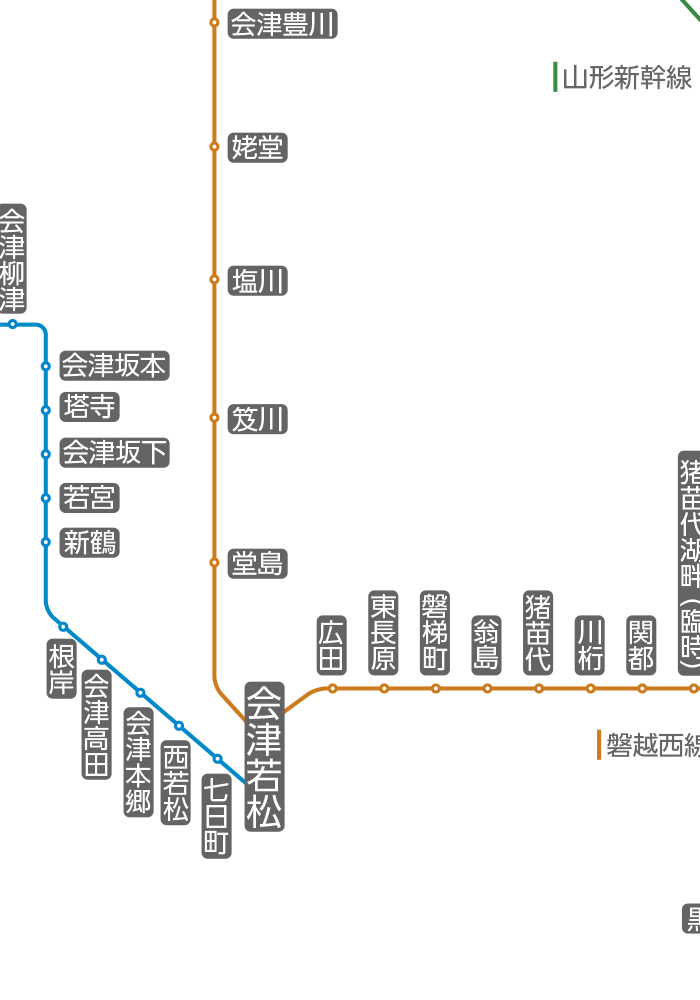 会津豊川
山形新幹線
姥堂
会津柳津
塩川
会津坂本
塔寺
笈川
会津坂下
若宮
新鶴
堂島
広田
東長原
磐梯町
翁島
猪苗代
川桁
関都
猪苗代湖畔(臨時)
根岸
会津高田
会津本郷
西若松
七日町
会津若松
磐越西線